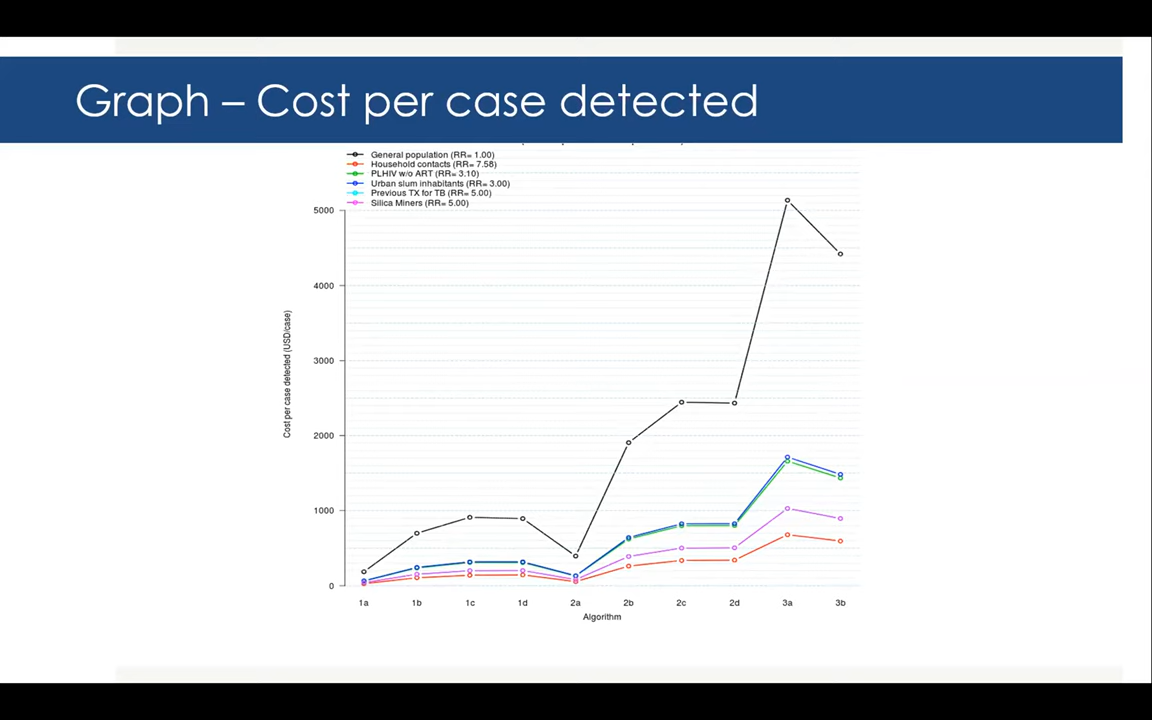 Graph – Cost per case detected
General population (RR= 1.00)
Household contacts (RR= 7.58)
PLHIV w/o ART (RR= 3.10)
Urban slum inhabitants (RR= 3.00)
Previous TX for TB (RR= 5.00)
Silica Miners (RR= 5.00)
Cost per case detected (USD/case)
5000
4000
3000
2000
1000
0
1a 1b 1c 1d 2a 2b 2c 2d 3a 3b
Algorithm